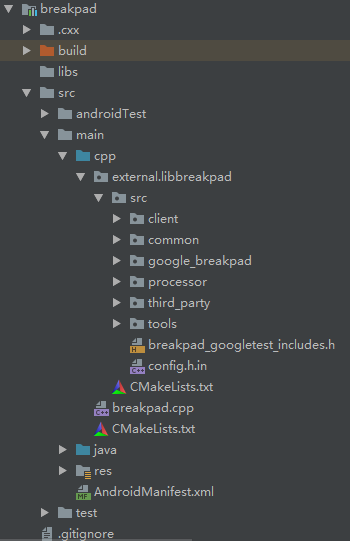 breakpad
.cxx
build
libs
src
androidTest
main
cpp
external.libbreakpad
src
client
common
google_breakpad
processor
third_party
tools
breakpad_googletest_includes.h
config.h.in
CMakeLists.txt
breakpad.cpp
CMakeLists.txt
java
res
AndroidManifest.xml
test
.gitignore